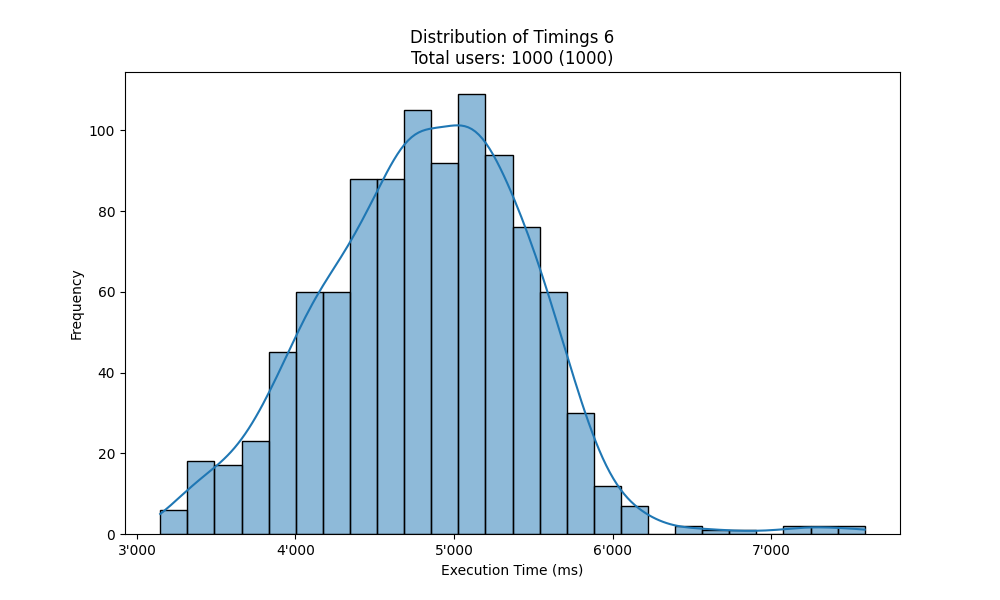 Distribution of Timings 6
Total users: 1000 (1000)
Frequency
100
80
60
40
20
0
3'000 4'000 5'000 6'000 7'000
Execution Time (ms)